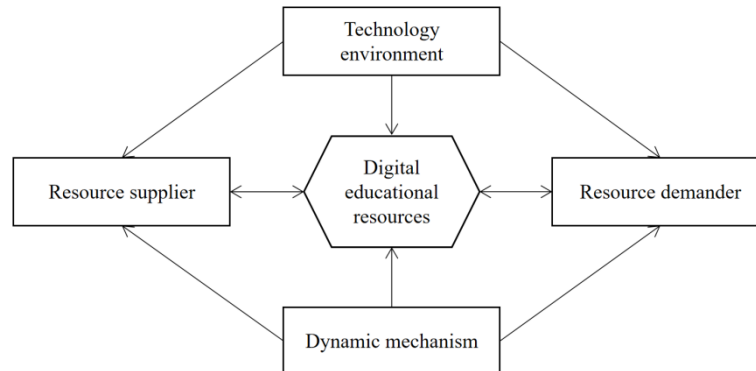 Technology
environment
Resource supplier
Digital
educational
resources
Resource demander
Dynamic mechanism